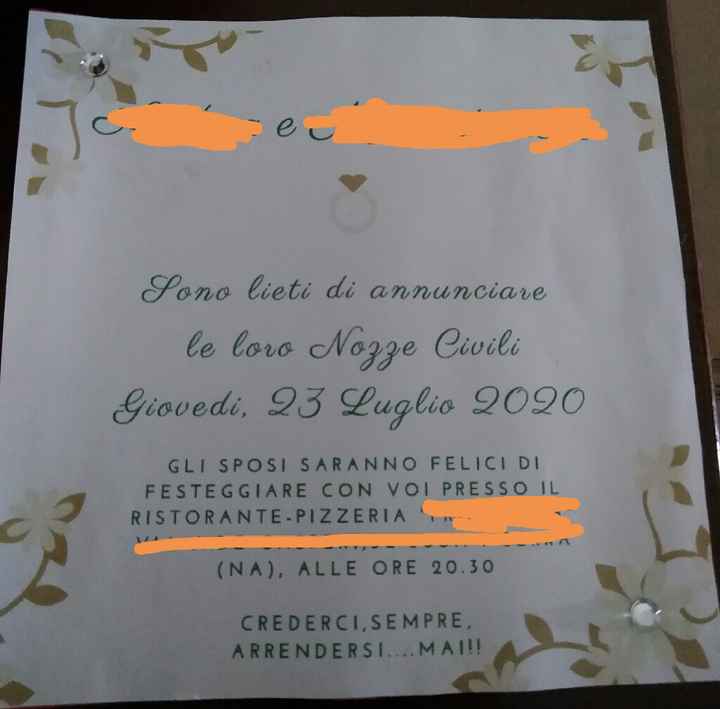 e
Sono lieti di annunciare
le loro Nozze Civili
Giovedi, 23 Luglio 2020
GLI SPOSI SARANNO FELICI DI
FESTEGGIARE CON VOI PRESSO IL
RISTORANTE-PIZZERIA
(NA), ALLE ORE 20.30
CREDERCI,SEMPRE,
ARRENDERSI....MAI!!